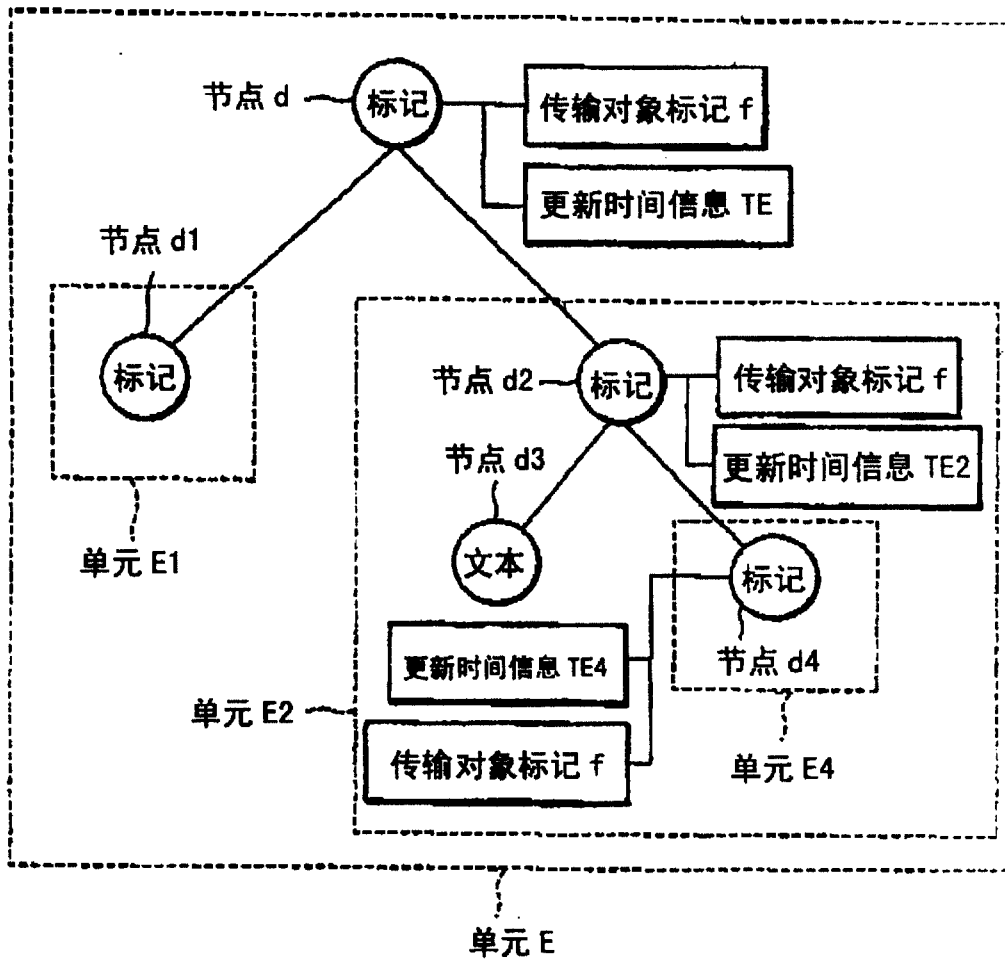 节点 d
标记
传输对象标记 f
更新时间信息 TE
节点 d1
标记
单元 E1
节点 d2
标记
传输对象标记 f
更新时间信息 TE2
节点 d3
文本
标记
节点 d4
更新时间信息 TE4
单元 E2
传输对象标记 f
单元 E4
单元 E